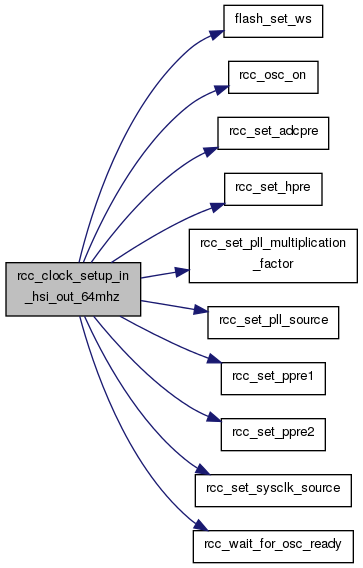 flash_set_ws
rcc_osc_on
rcc_set_adcpre
rcc_set_hpre
rcc_set_pll_multiplication
_factor
rcc_clock_setup_in
_hsi_out_64mhz
rcc_set_pll_source
rcc_set_ppre1
rcc_set_ppre2
rcc_set_sysclk_source
rcc_wait_for_osc_ready